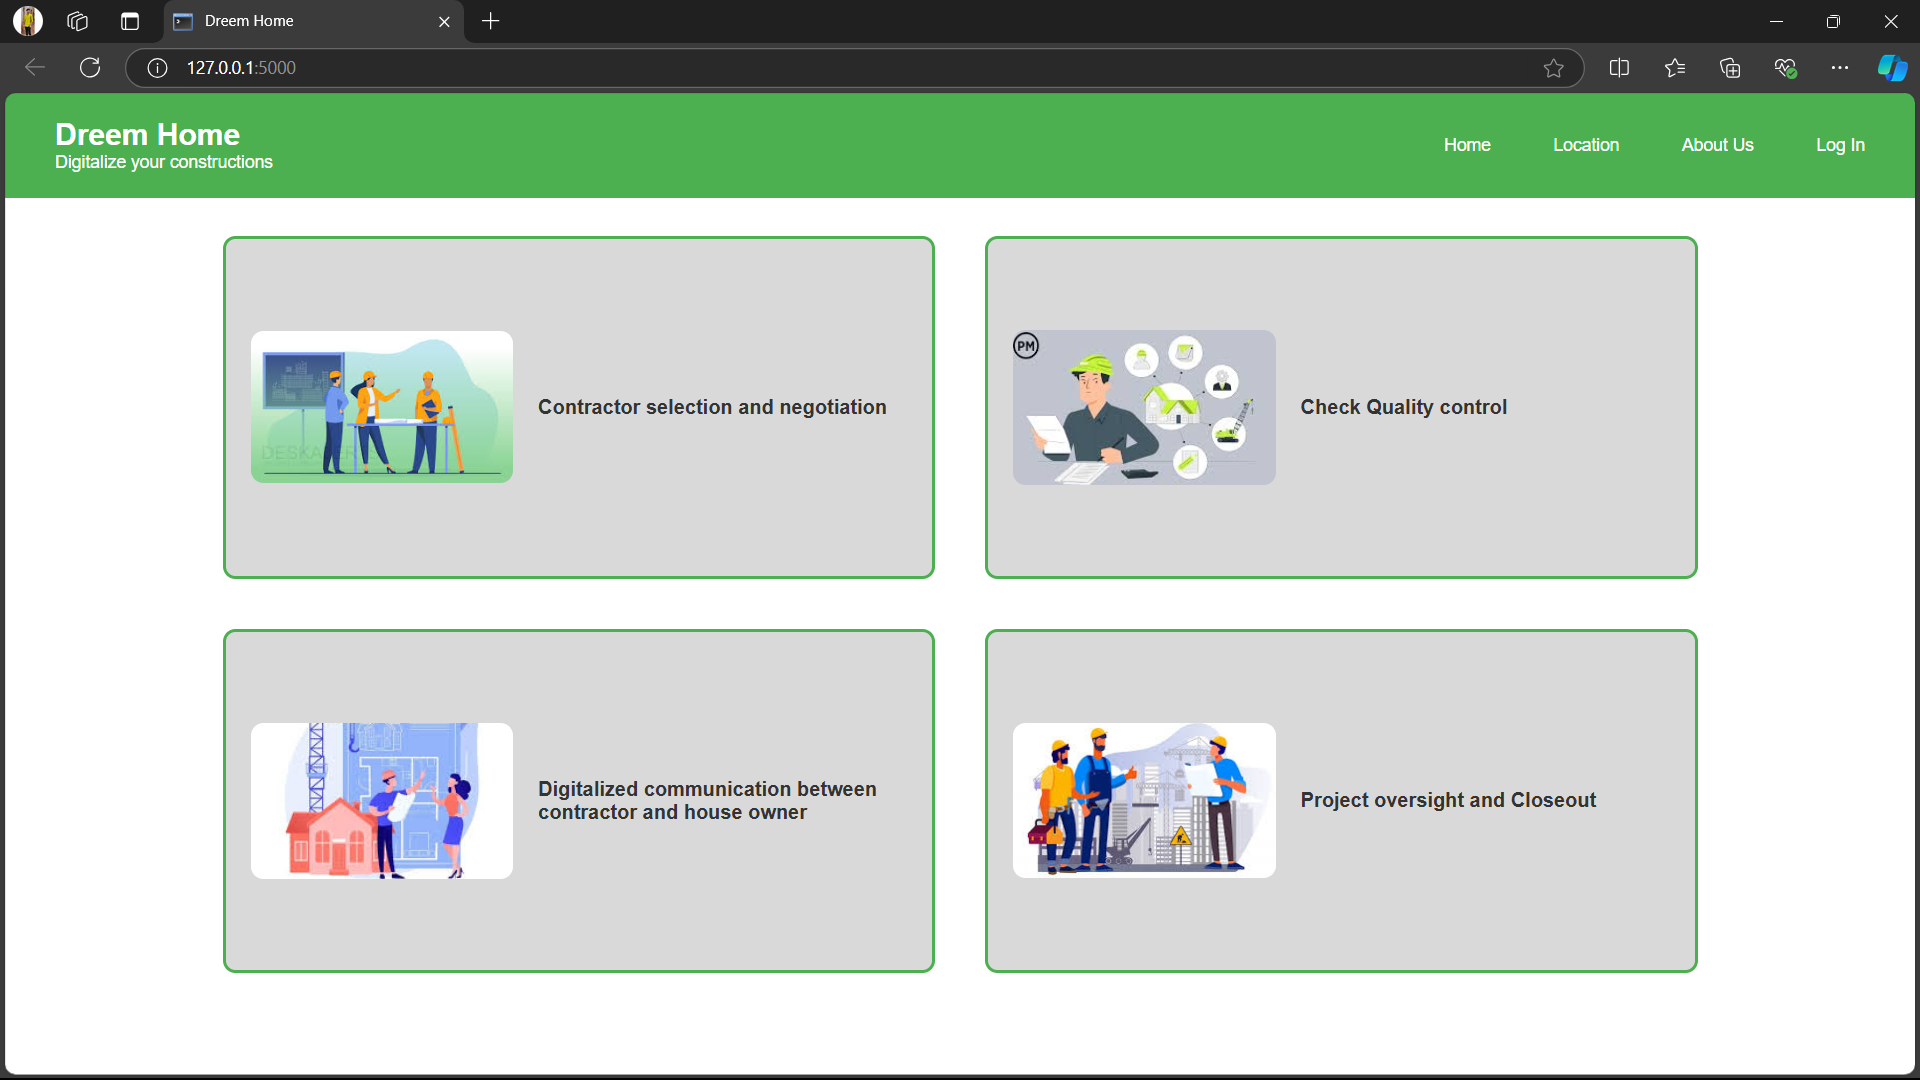 Dreem Home
127.0.0.1:5000
Dreem Home
Digitalize your constructions
Home
Location
About Us
Log In
Contractor selection and negotiation
PM
Check Quality control
Digitalized communication between
contractor and house owner
Project oversight and Closeout